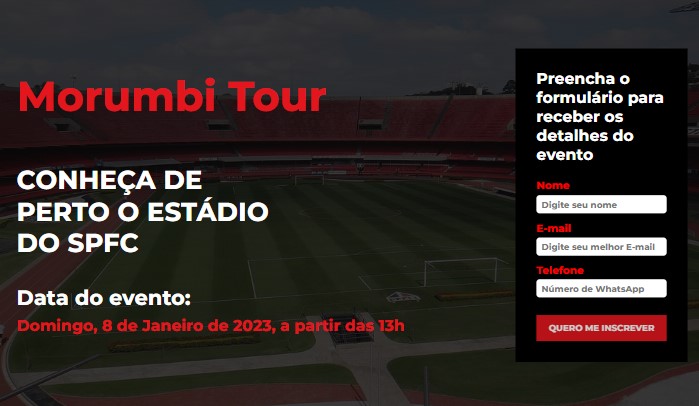 Morumbi Tour
CONHEÇA DE
PERTO O ESTÁDIO
DO SPFC
Data do evento:
Domingo, 8 de Janeiro de 2023, a partir das 13h
Preencha o
formulário para
receber os
detalhes do
evento
Nome
Digite seu nome
E-mail
Digite seu melhor E-mail
Telefone
Número de WhatsApp
QUERO ME INSCREVER